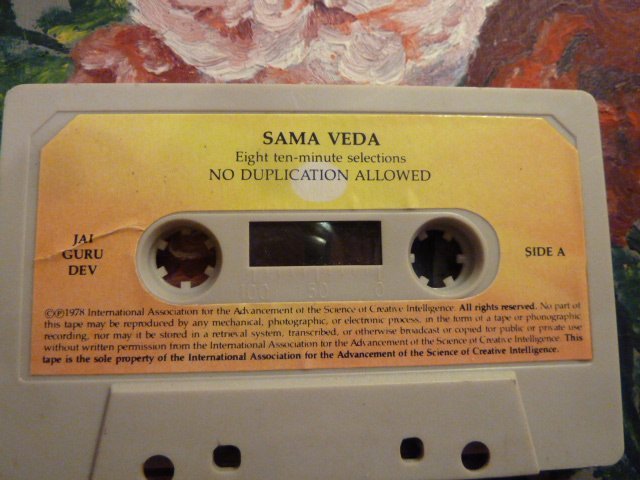 SAMA VEDA
Eight ten-minute selections
NO DUPLICATION ALLOWED
JAI
GURU
DEV
SIDE A
©℗1978 International Association for the Advancement of the Science of Creative Intelligence. All rights reserved. No part of
this tape may be reproduced by any mechanical, photographic, or electronic process, in the form of a tape or phonographic
recording, nor may it be stored in a retrieval system, transcribed, or otherwise broadcast or copied for public or private use
without written permission from the International Association for the Advancement of the Science of Creative Intelligence. This
tape is the sole property of the International Association for the Advancement of the Science of Creative Intelligence.